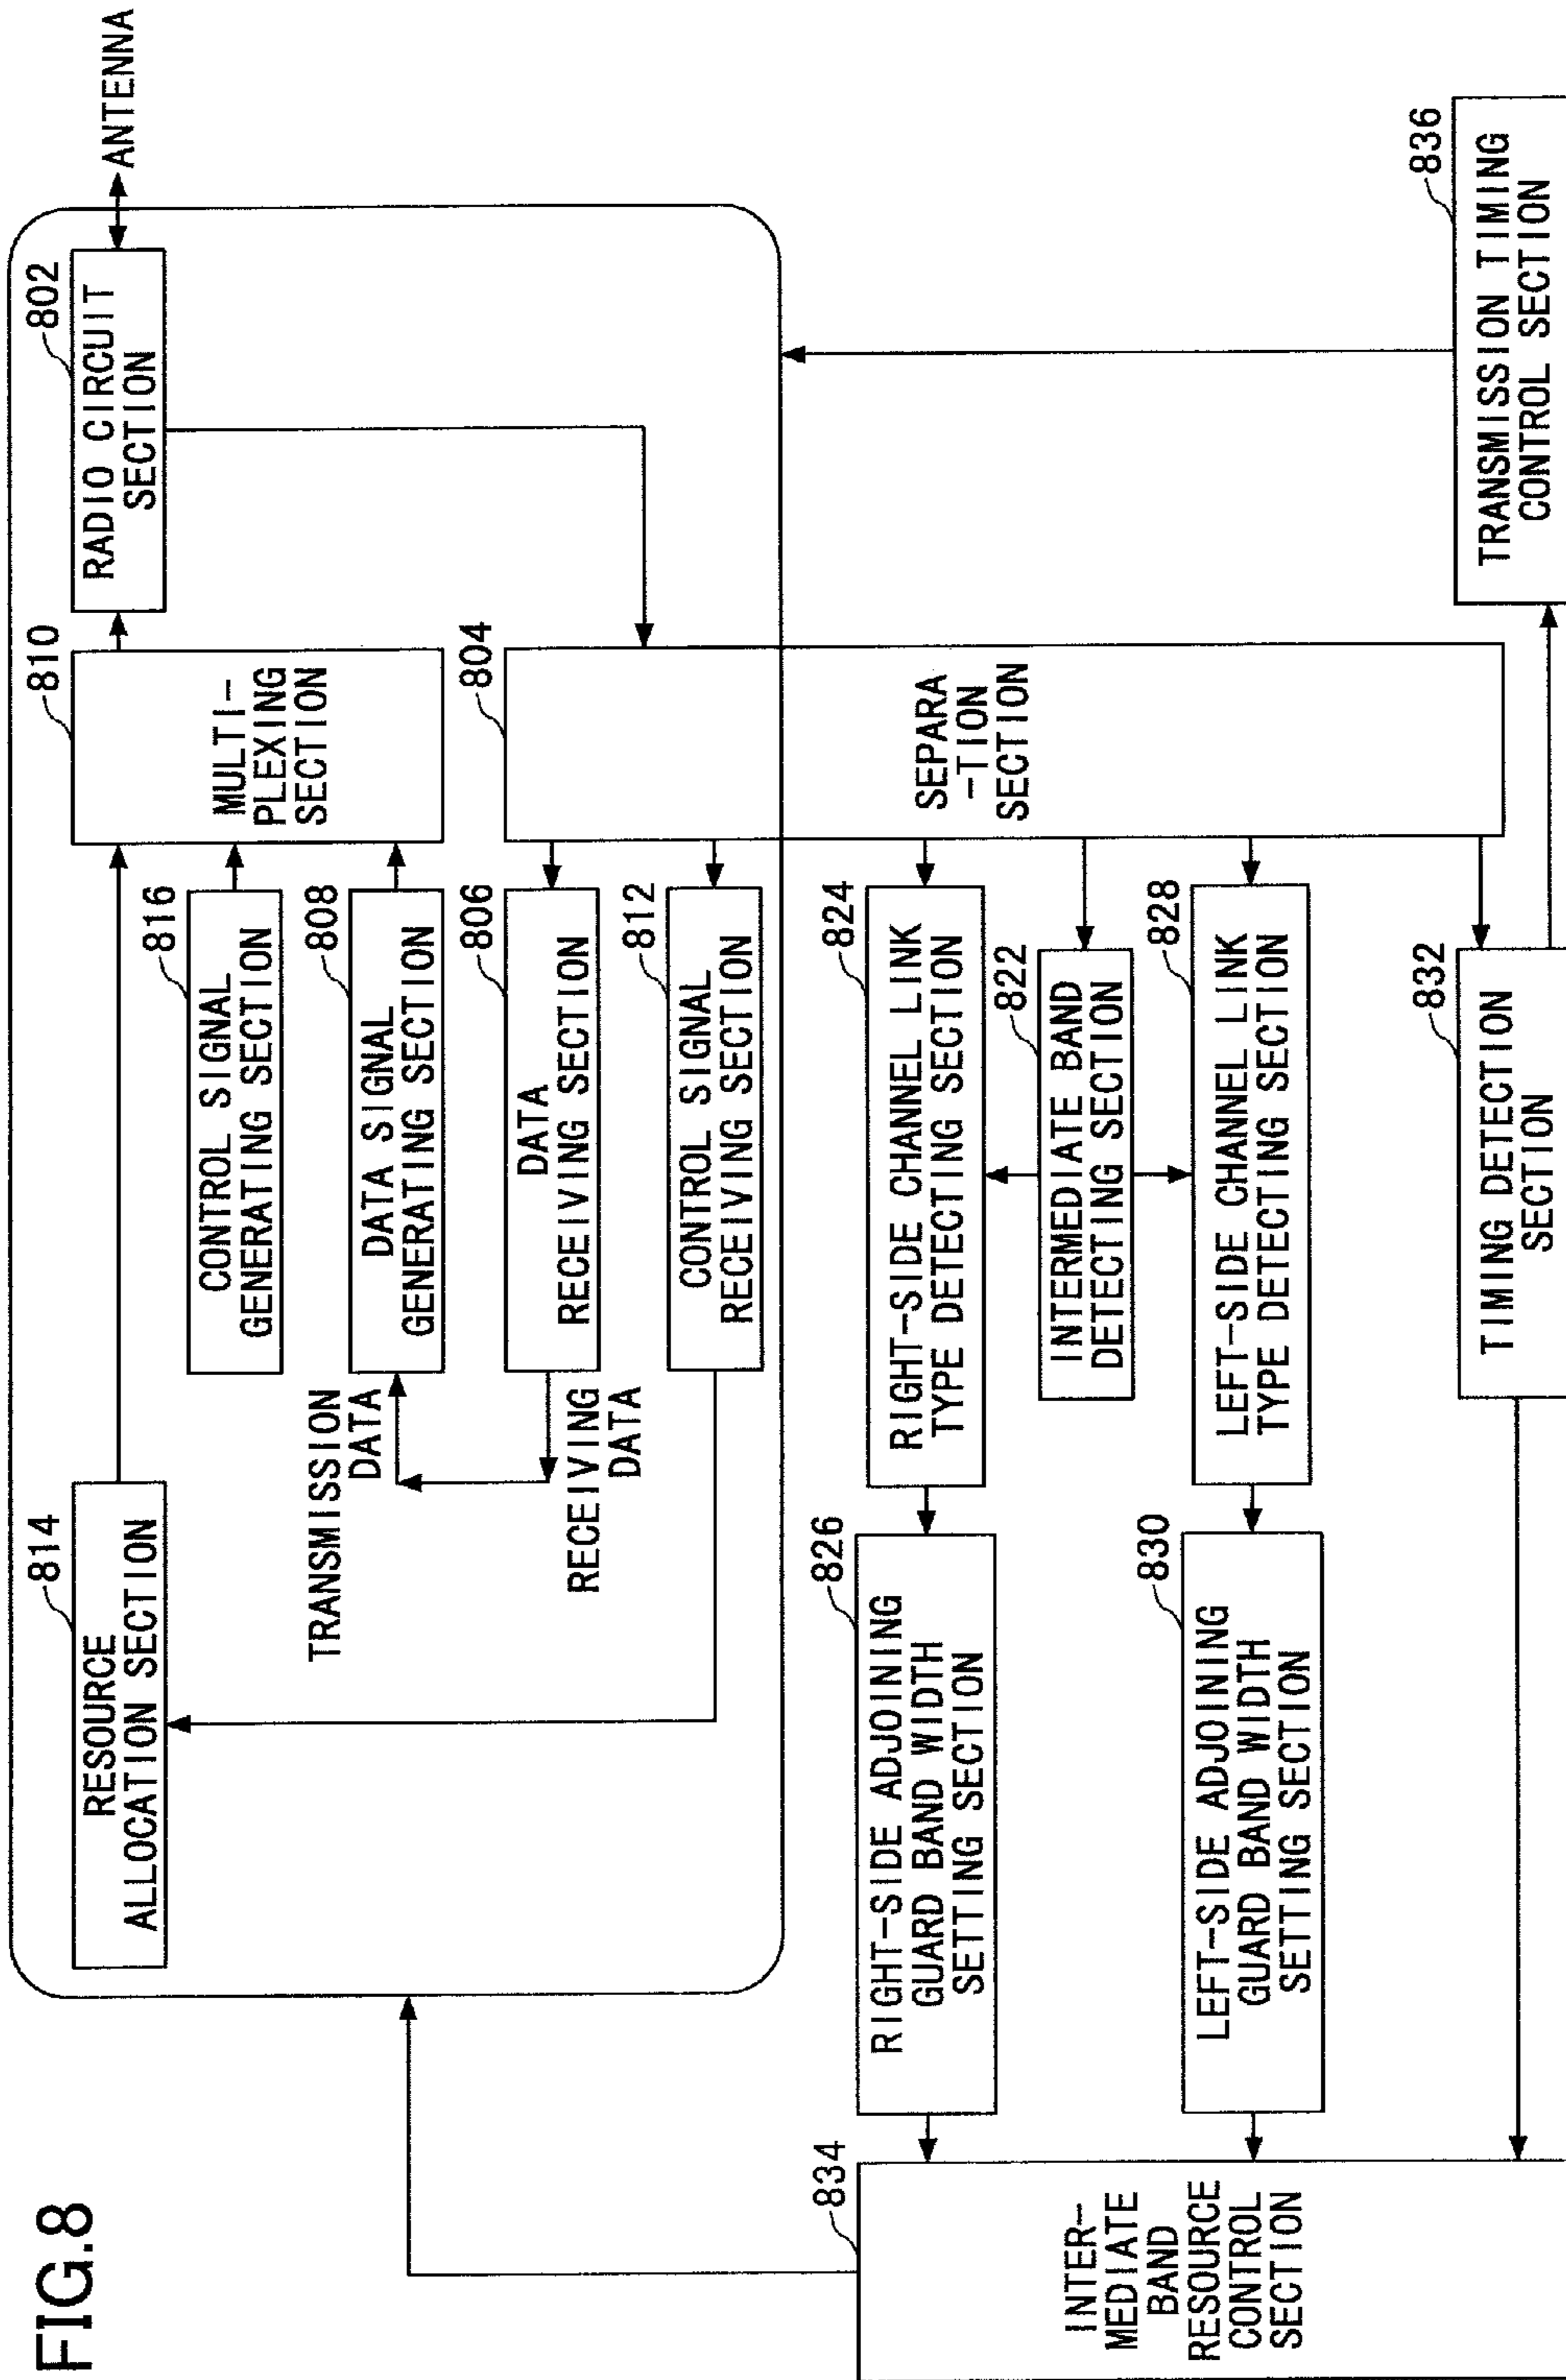 FIG.8
814
RESOURCE
ALLOCATION SECTION
816
CONTROL SIGNAL
GENERATING SECTION
810
MULTI-
PLEXING
SECTION
802
RADIO CIRCUIT
SECTION
ANTENNA
TRANSMISSION
DATA
808
DATA SIGNAL
GENERATING SECTION
RECEIVING
DATA
806
DATA
RECEIVING SECTION
804
SEPARA
-TION
SECTION
812
CONTROL SIGNAL
RECEIVING SECTION
834
INTER-
MEDIATE
BAND
RESOURCE
CONTROL
SECTION
826
RIGHT-SIDE ADJOINING
GUARD BAND WIDTH
SETTING SECTION
824
RIGHT-SIDE CHANNEL LINK
TYPE DETECTING SECTION
822
INTERMEDIATE BAND
DETECTING SECTION
830
LEFT-SIDE ADJOINING
GUARD BAND WIDTH
SETTING SECTION
828
LEFT-SIDE CHANNEL LINK
TYPE DETECTING SECTION
832
TIMING DETECTION
SECTION
836
TRANSMISSION TIMING
CONTROL SECTION